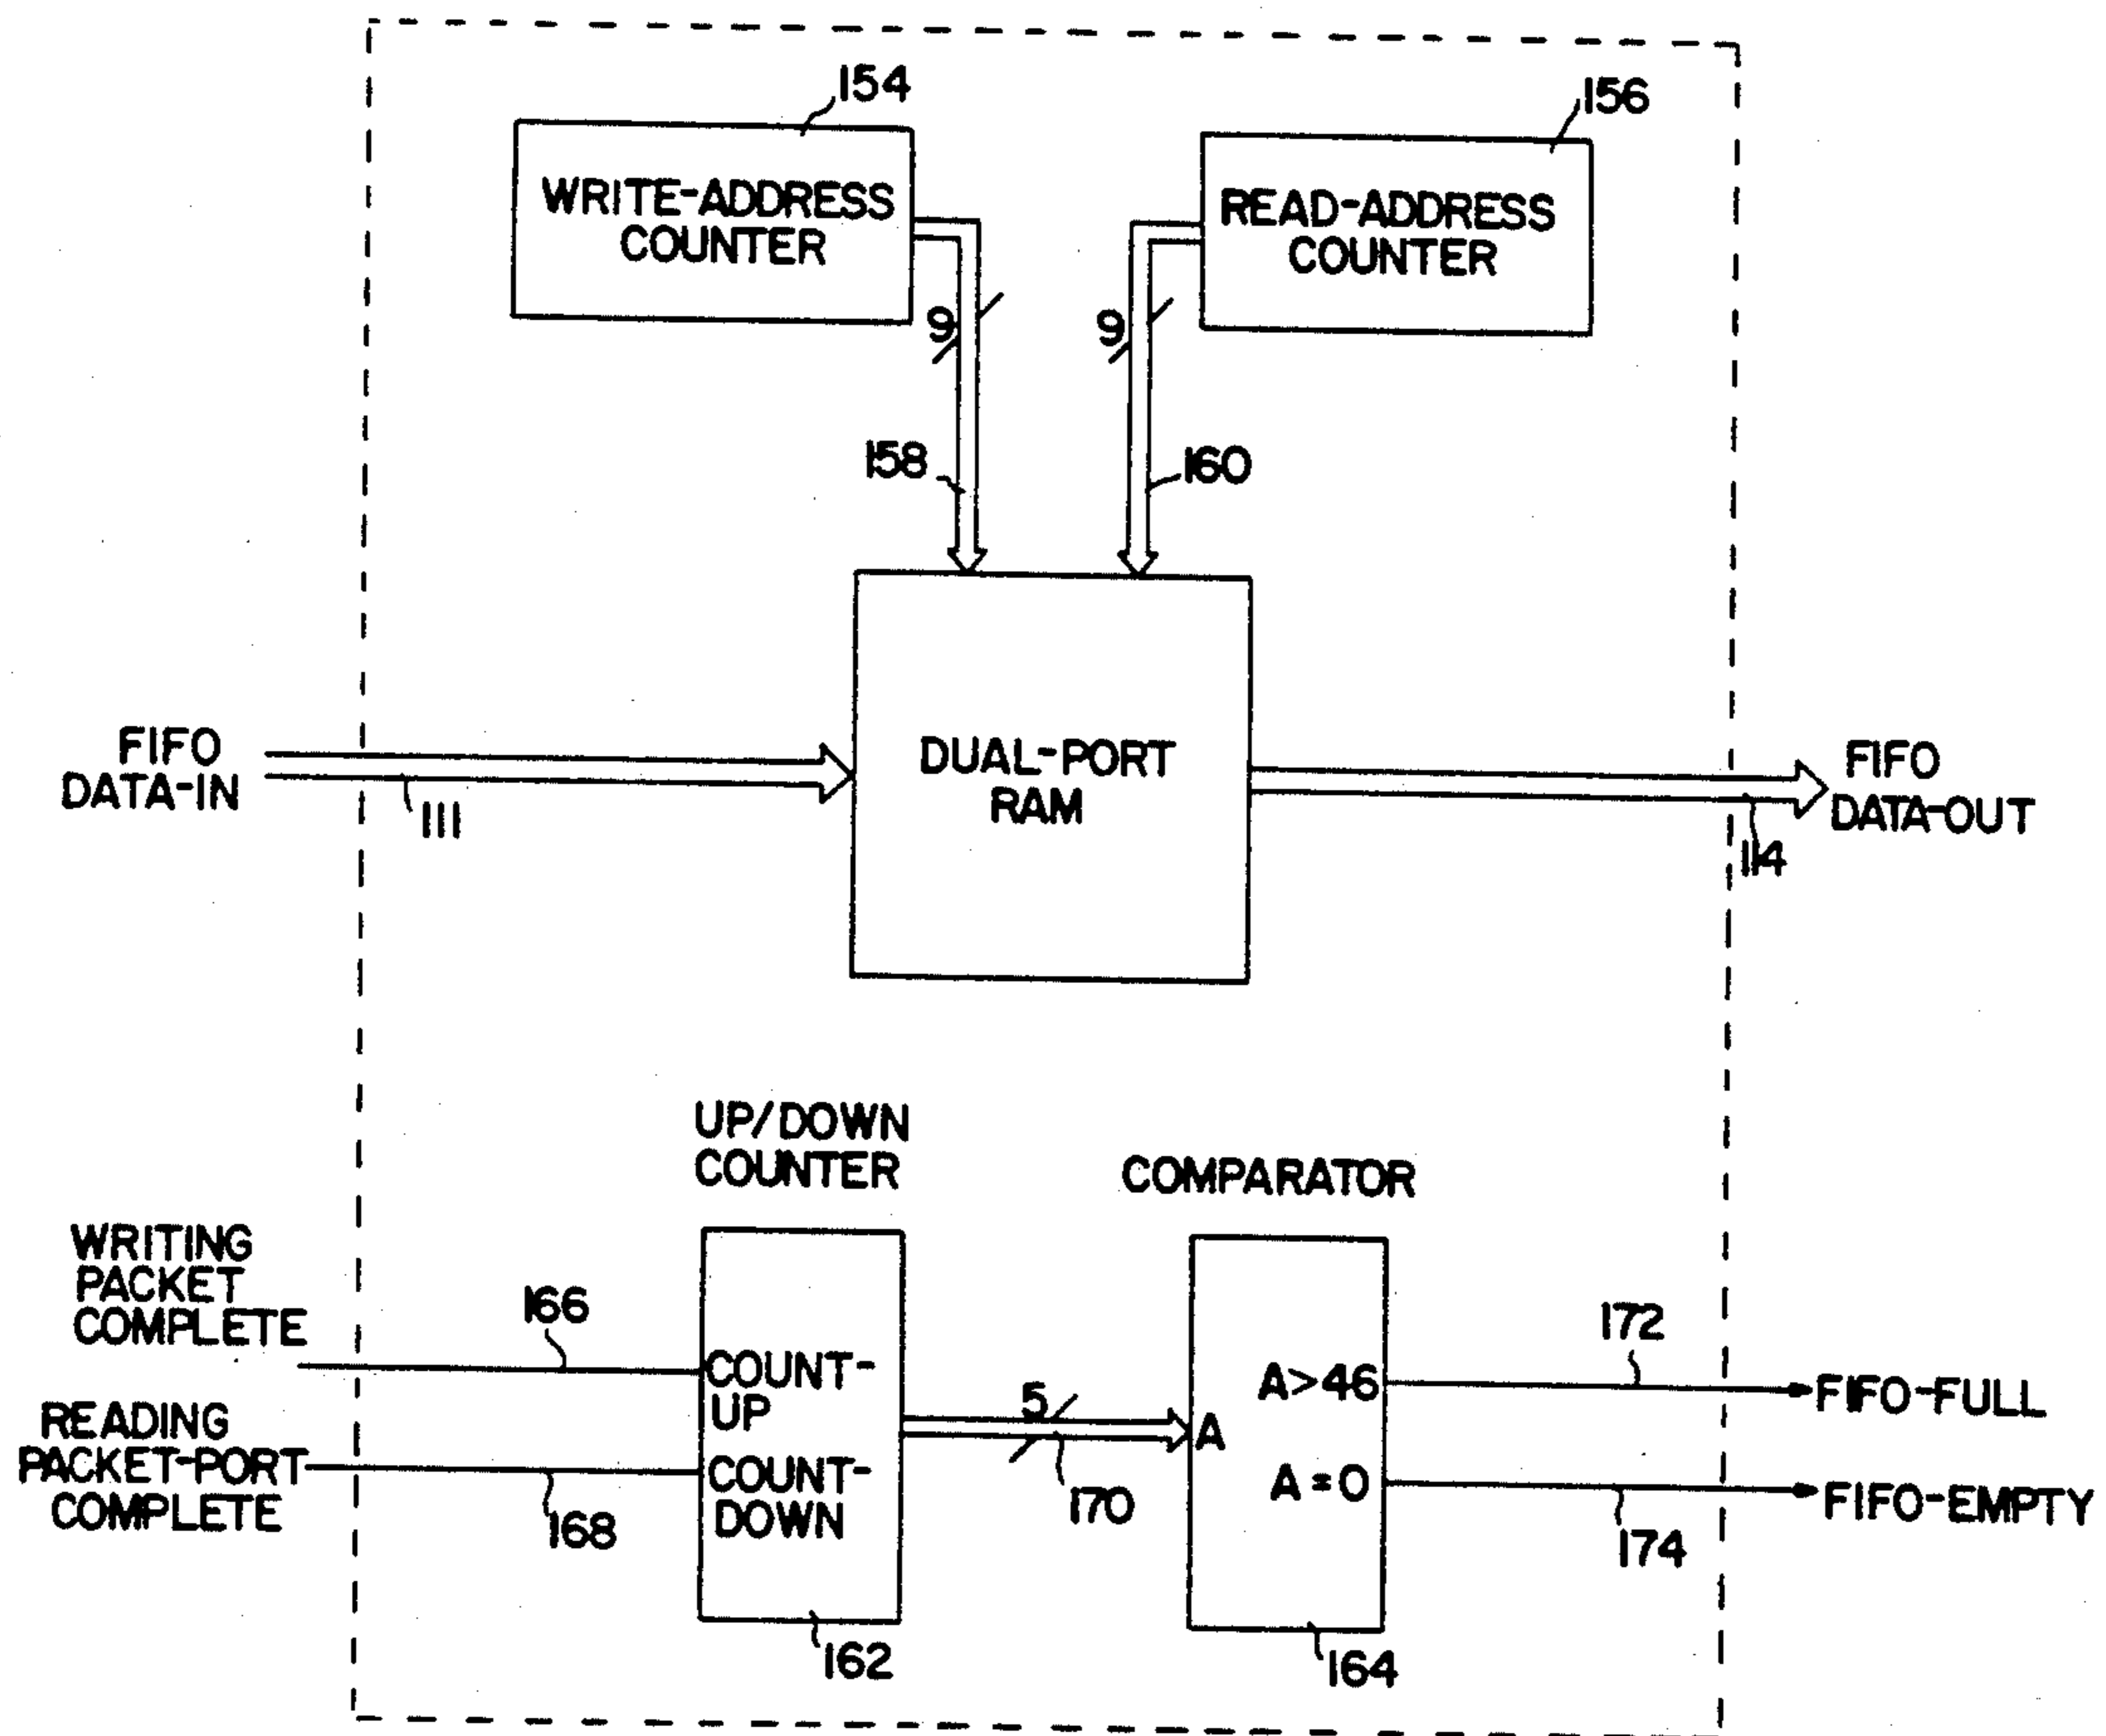 154
156
WRITE-ADDRESS
COUNTER
READ-ADDRESS
COUNTER
9
9
158
160
FIFO
DATA-IN
111
DUAL-PORT
RAM
FIFO
DATA-OUT
114
UP/DOWN
COUNTER
COMPARATOR
WRITING
PACKET
COMPLETE
166
COUNT-
UP
READING
PACKET-PORT
COMPLETE
168
COUNT-
DOWN
162
5
170
A
A>46
A=0
164
172
FIFO-FULL
174
FIFO-EMPTY